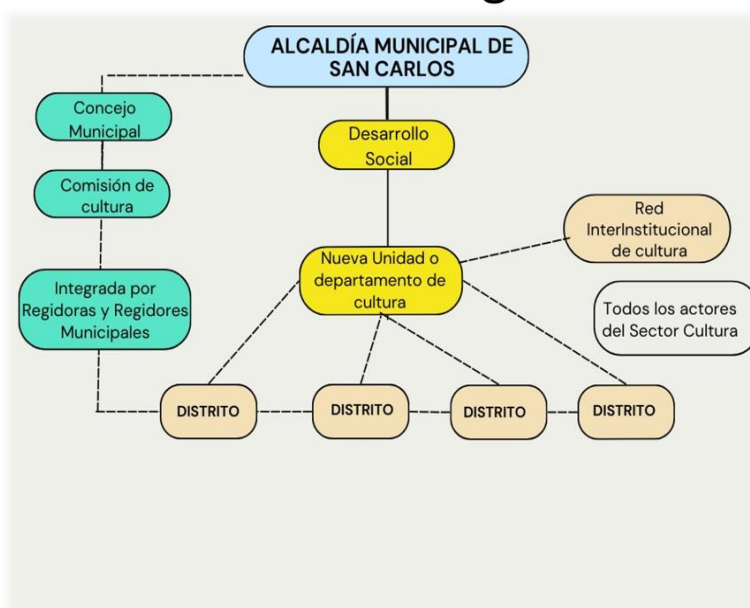 ALCALDÍA MUNICIPAL DE
SAN CARLOS
Concejo
Municipal
Desarrollo
Social
Comisión de
cultura
Red
InterInstitucional
de cultura
Nueva Unidad o
departamento de
cultura
Integrada por
Regidoras y Regidores
Municipales
Todos los actores
del Sector Cultura
DISTRITO
DISTRITO
DISTRITO
DISTRITO